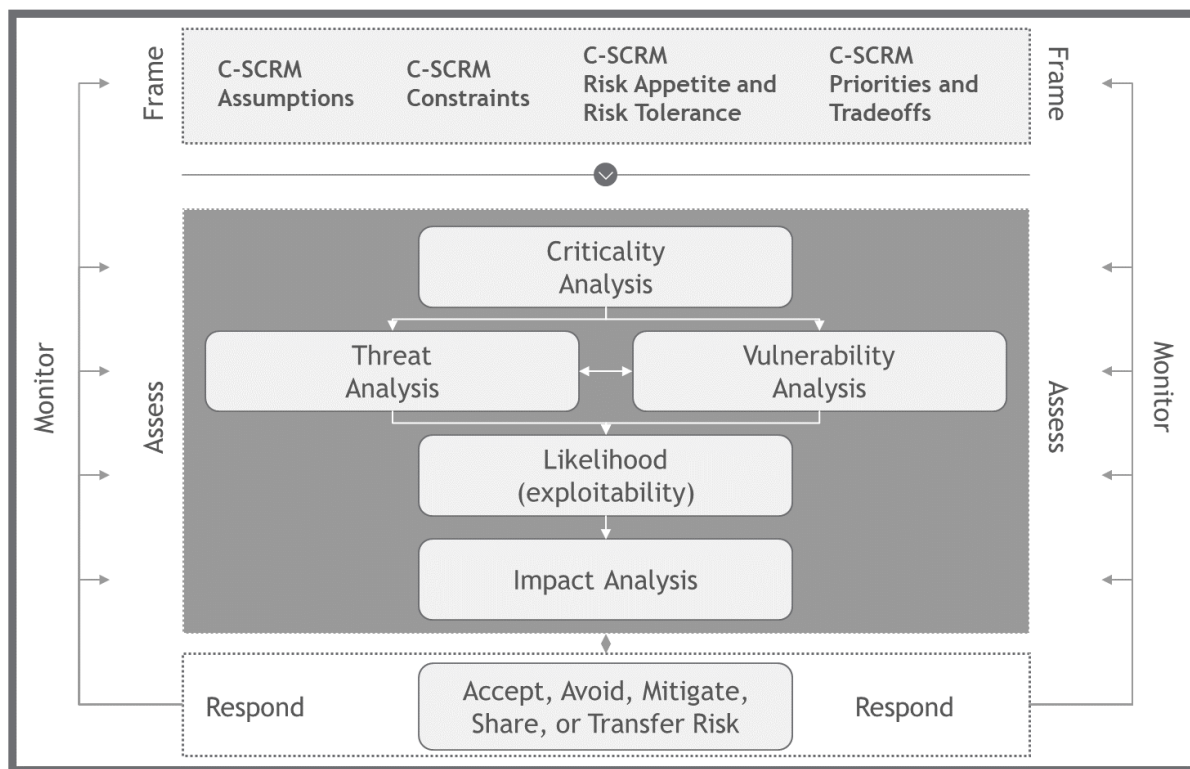 Frame
C-SCRM
Assumptions
C-SCRM
Constraints
C-SCRM
Risk Appetite and
Risk Tolerance
C-SCRM
Priorities and
Tradeoffs
Frame
Monitor
Assess
Criticality
Analysis
Threat
Analysis
Vulnerability
Analysis
Likelihood
(exploitability)
Impact Analysis
Assess
Monitor
Respond
Accept, Avoid, Mitigate,
Share, or Transfer Risk
Respond